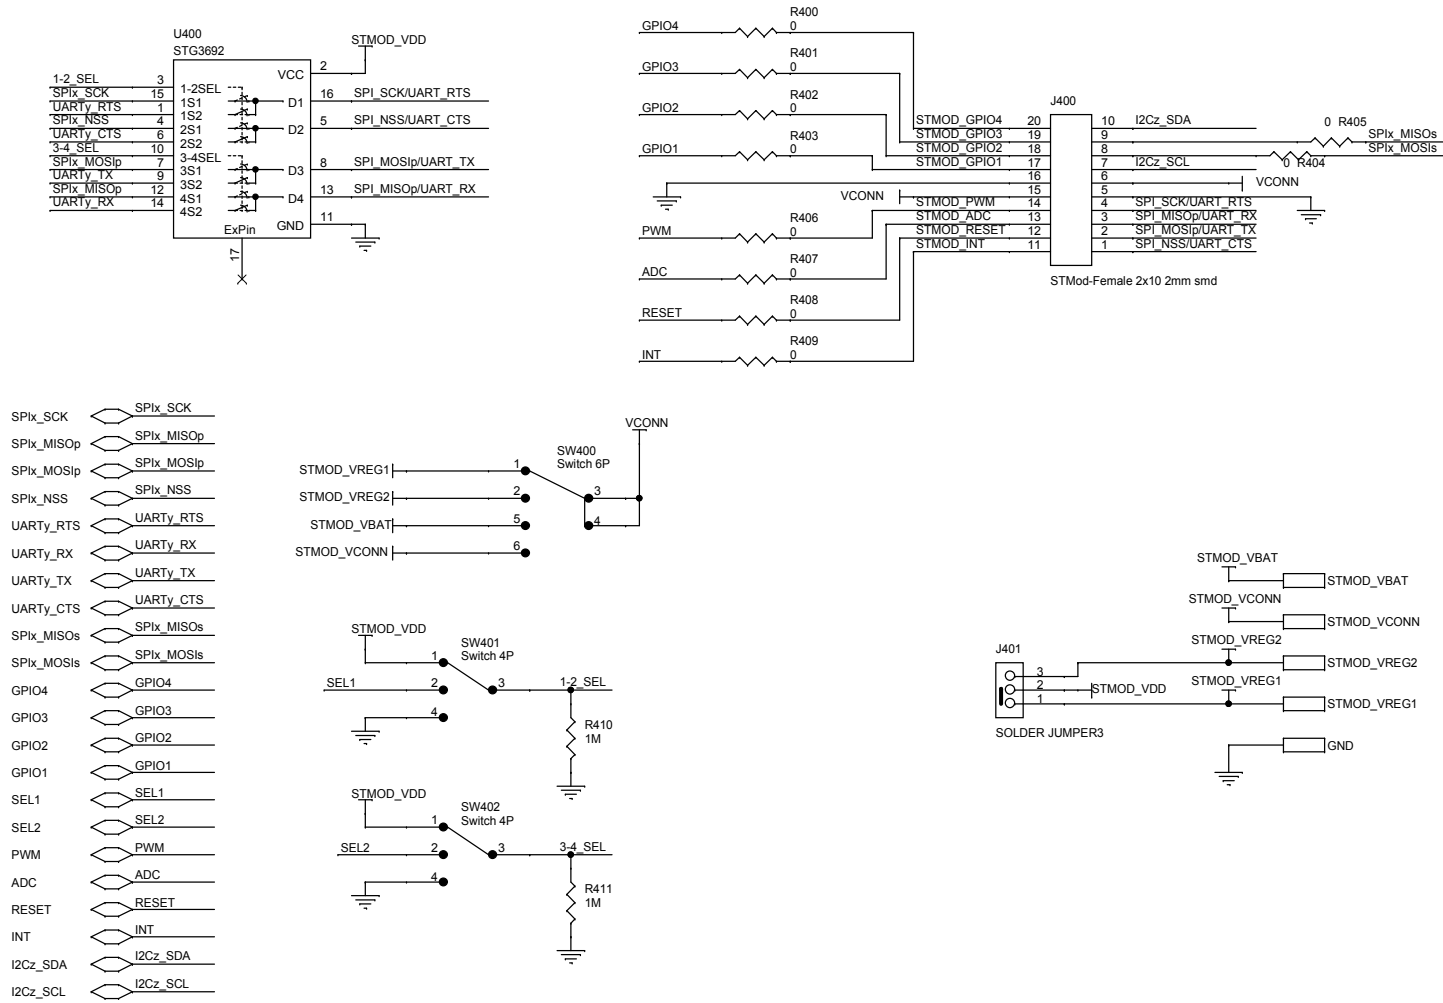 U400
STG3692
STMOD_VDD
VCC
2
1-2_SEL 3 1-2SEL
SPIx_SCK 15 1S1 D1 16 SPI_SCK/UART_RTS
UARTy_RTS 1 1S2
SPIx_NSS 4 2S1 D2 5 SPI_NSS/UART_CTS
UARTy_CTS 6 2S2
3-4_SEL 10 3-4SEL
SPIx_MOSIp 7 3S1 D3 8 SPI_MOSIp/UART_TX
UARTy_TX 9 3S2
SPIx_MISOp 12 4S1 D4 13 SPI_MISOp/UART_RX
UARTy_RX 14 4S2
GND 11
ExPin
17
GPIO4 R400 0
GPIO3 R401 0
GPIO2 R402 0
GPIO1 R403 0
J400
STMOD_GPIO4 20 10 I2Cz_SDA
STMOD_GPIO3 19 9 0 R405 SPIx_MISOs
STMOD_GPIO2 18 8 0 R404 SPIx_MOSIs
STMOD_GPIO1 17 7 I2Cz_SCL
16 6 VCONN
VCONN 15 5
STMOD_PWM 14 4 SPI_SCK/UART_RTS
STMOD_ADC 13 3 SPI_MISOp/UART_RX
STMOD_RESET 12 2 SPI_MOSIp/UART_TX
STMOD_INT 11 1 SPI_NSS/UART_CTS
STMod-Female 2x10 2mm smd
PWM R406 0
ADC R407 0
RESET R408 0
INT R409 0
SPIx_SCK SPIx_SCK
SPIx_MISOp SPIx_MISOp
SPIx_MOSIp SPIx_MOSIp
SPIx_NSS SPIx_NSS
UARTy_RTS UARTy_RTS
UARTy_RX UARTy_RX
UARTy_TX UARTy_TX
UARTy_CTS UARTy_CTS
SPIx_MISOs SPIx_MISOs
SPIx_MOSIs SPIx_MOSIs
GPIO4 GPIO4
GPIO3 GPIO3
GPIO2 GPIO2
GPIO1 GPIO1
SEL1 SEL1
SEL2 SEL2
PWM PWM
ADC ADC
RESET RESET
INT INT
I2Cz_SDA I2Cz_SDA
I2Cz_SCL I2Cz_SCL
VCONN
SW400
Switch 6P
STMOD_VREG1 1
STMOD_VREG2 2 3
STMOD_VBAT 5 4
STMOD_VCONN 6
STMOD_VDD
SW401
Switch 4P
1
SEL1 2 3 1-2_SEL
4
R410
1M
STMOD_VDD
SW402
Switch 4P
1
SEL2 2 3 3-4_SEL
4
R411
1M
STMOD_VBAT
STMOD_VBAT
STMOD_VCONN
STMOD_VCONN
STMOD_VREG2
J401
3 STMOD_VREG2
2 STMOD_VDD
STMOD_VREG1
1 STMOD_VREG1
SOLDER JUMPER3
GND